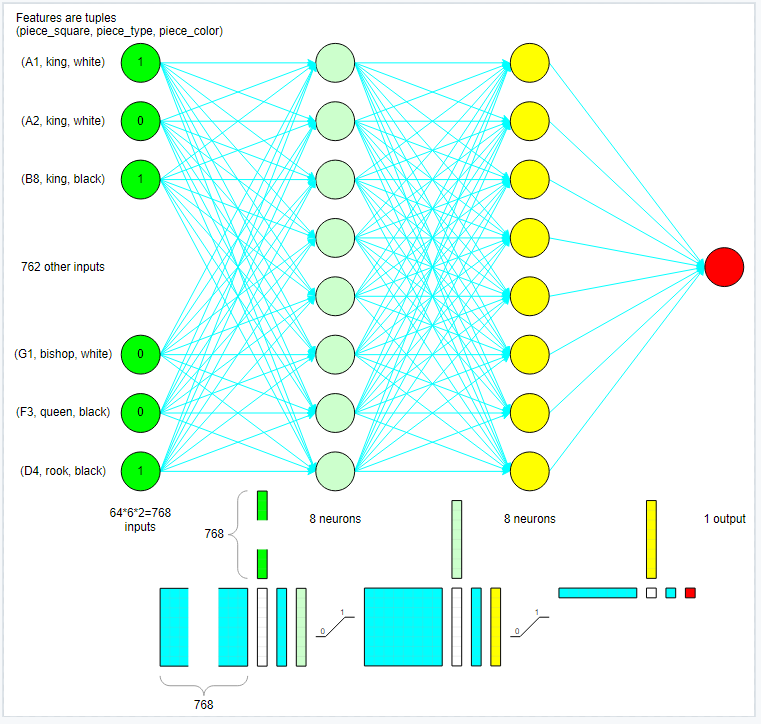 Features are tuples
(piece_square, piece_type, piece_color)
(A1, king, white)
1
(A2, king, white)
0
(B8, king, black)
1
762 other inputs
(G1, bishop, white)
0
(F3, queen, black)
0
(D4, rook, black)
1
64*6*2=768
inputs
768
8 neurons
8 neurons
1 output
0
1
0
1
768